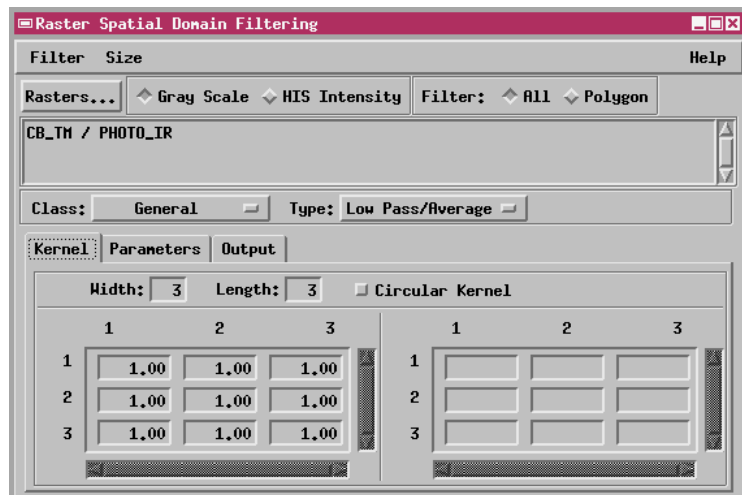 Raster Spatial Domain Filtering
Filter Size Help
Rasters... Gray Scale HIS Intensity Filter: All Polygon
CB_TM / PHOTO_IR
Class: General Type: Low Pass/Average
Kernel Parameters Output
Width: 3 Length: 3 Circular Kernel
1 2 3 1 2 3
1 1.00 1.00 1.00 1
2 1.00 1.00 1.00 2
3 1.00 1.00 1.00 3